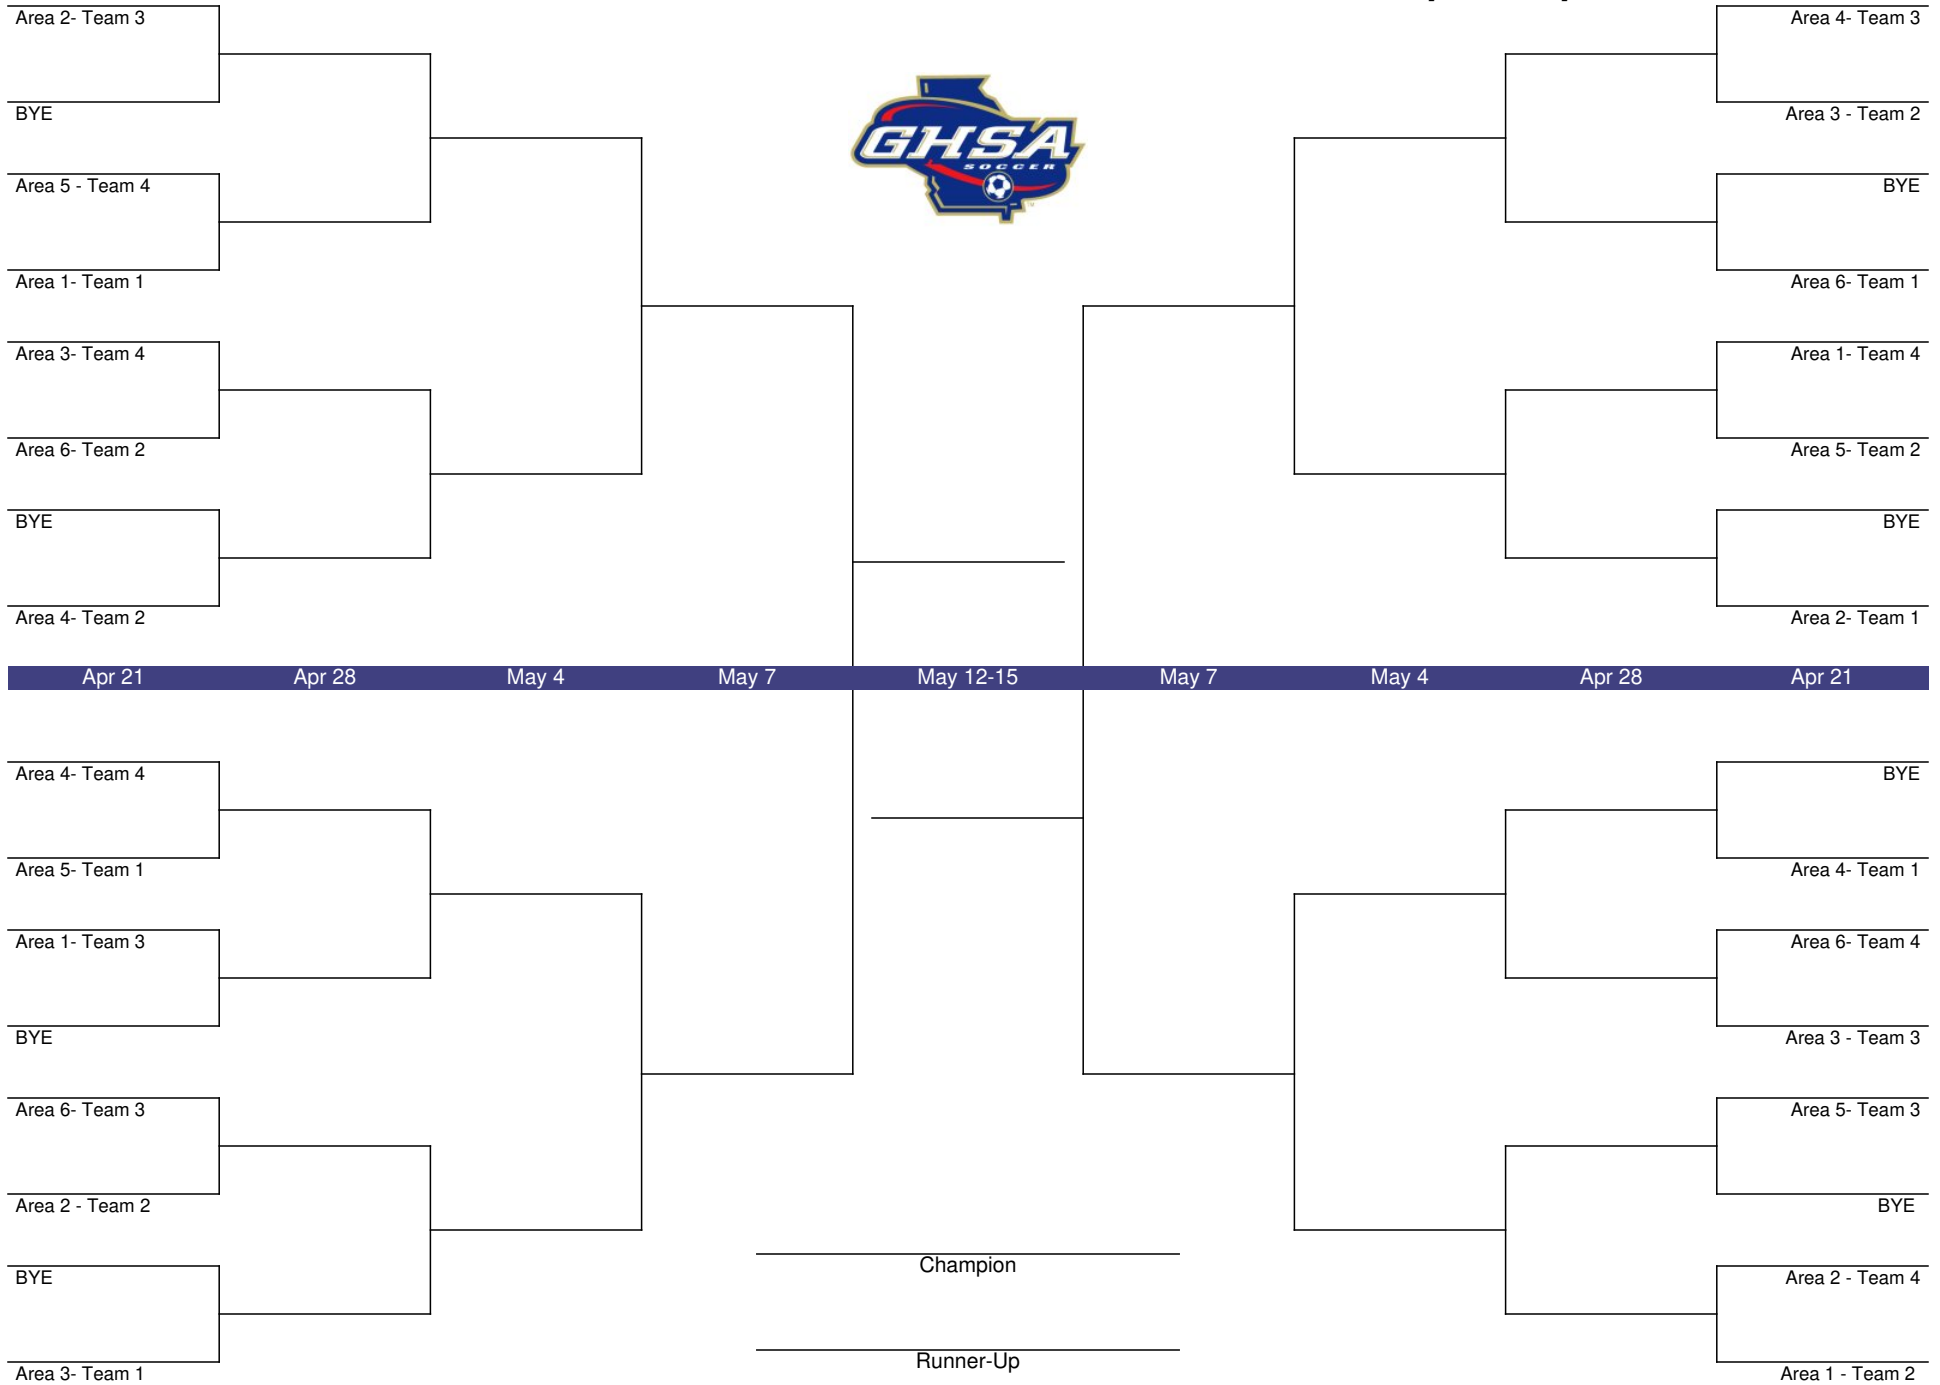 Area 2- Team 3
BYE
Area 5 - Team 4
Area 1- Team 1
Area 3- Team 4
Area 6- Team 2
BYE
Area 4- Team 2
GHSA
SOCCER
Area 4- Team 3
Area 3 - Team 2
BYE
Area 6- Team 1
Area 1- Team 4
Area 5- Team 2
BYE
Area 2- Team 1
Apr 21 Apr 28 May 4 May 7 May 12-15 May 7 May 4 Apr 28 Apr 21
Area 4- Team 4
Area 5- Team 1
Area 1- Team 3
BYE
Area 6- Team 3
Area 2 - Team 2
BYE
Area 3- Team 1
Champion
Runner-Up
BYE
Area 4- Team 1
Area 6- Team 4
Area 3 - Team 3
Area 5- Team 3
BYE
Area 2 - Team 4
Area 1 - Team 2